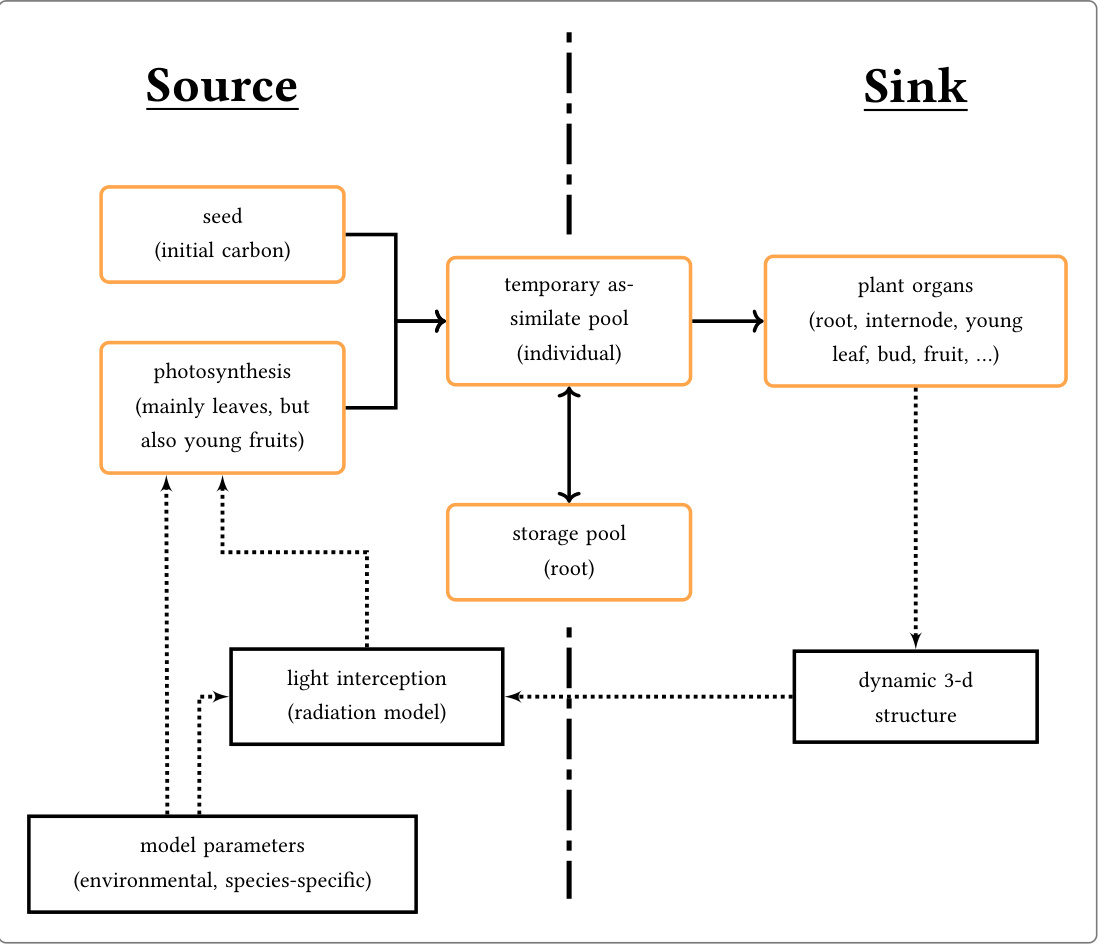 Source
Sink
seed
(initial carbon)
photosynthesis
(mainly leaves, but
also young fruits)
temporary as-
similate pool
(individual)
plant organs
(root, internode, young
leaf, bud, fruit, ...)
storage pool
(root)
light interception
(radiation model)
dynamic 3-d
structure
model parameters
(environmental, species-specific)